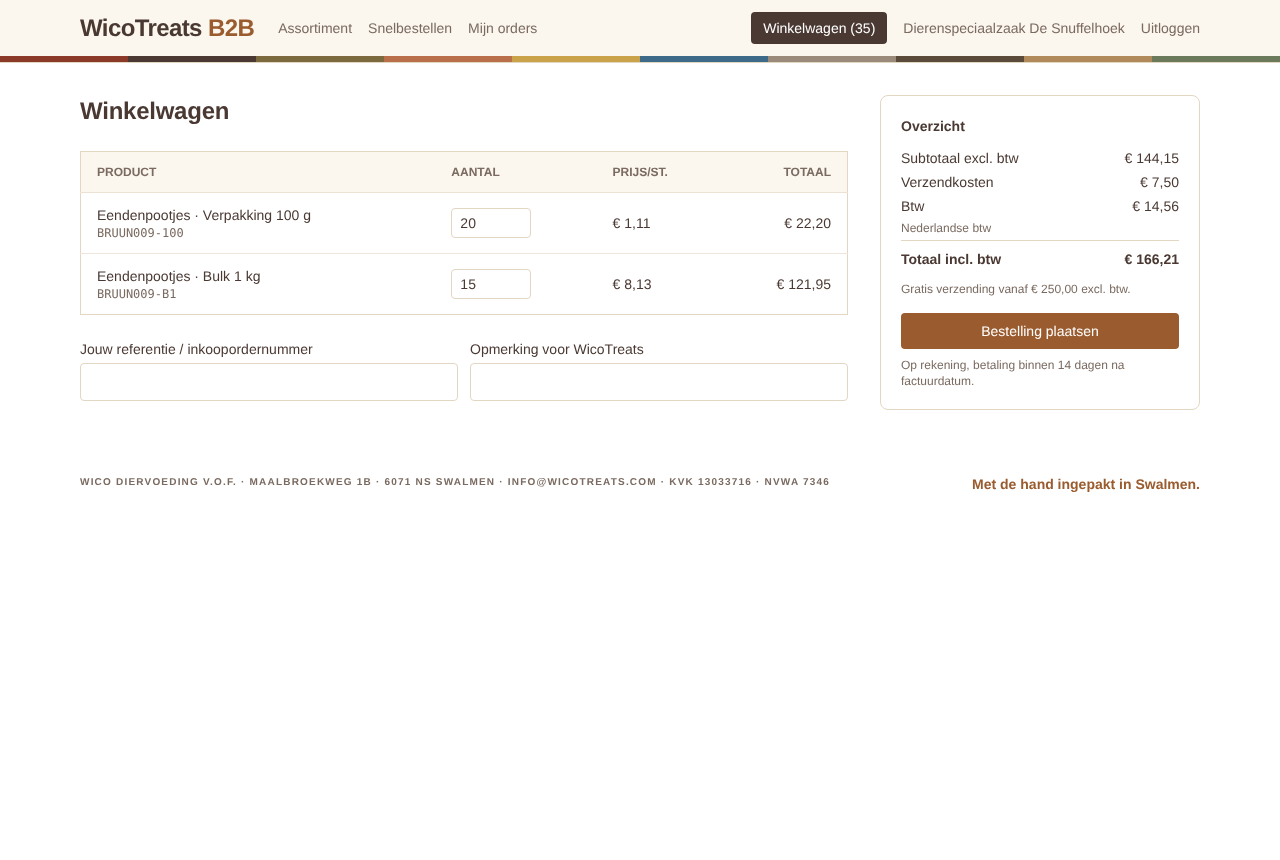 WicoTreats B2B Assortiment Snelbestellen Mijn orders Winkelwagen (35) Dierenspeciaalzaak De Snuffelhoek Uitloggen
Winkelwagen
PRODUCT AANTAL PRIJS/ST. TOTAAL
Eendenpootjes · Verpakking 100 g 20 € 1,11 € 22,20
BRUUN009-100
Eendenpootjes · Bulk 1 kg 15 € 8,13 € 121,95
BRUUN009-B1
Jouw referentie / inkoopordernummer Opmerking voor WicoTreats
Overzicht
Subtotaal excl. btw € 144,15
Verzendkosten € 7,50
Btw € 14,56
Nederlandse btw
Totaal incl. btw € 166,21
Gratis verzending vanaf € 250,00 excl. btw.
Bestelling plaatsen
Op rekening, betaling binnen 14 dagen na
factuurdatum.
WICO DIERVOEDING V.O.F. · MAALBROEKWEG 1B · 6071 NS SWALMEN · INFO@WICOTREATS.COM · KVK 13033716 · NVWA 7346
Met de hand ingepakt in Swalmen.